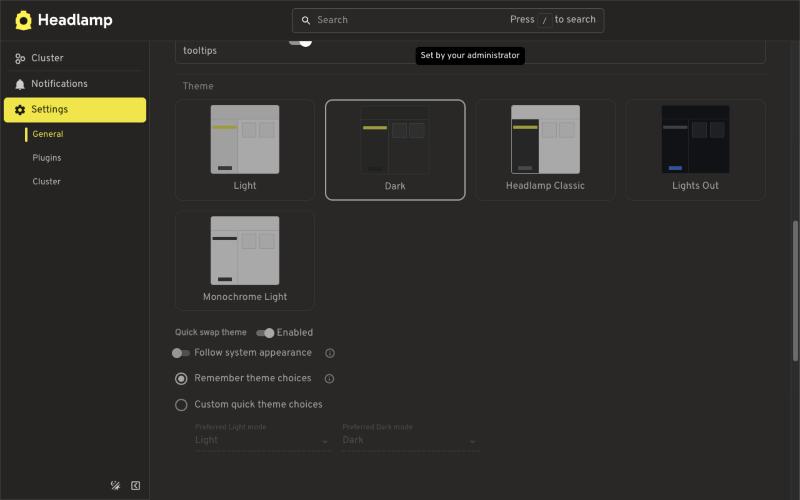 Headlamp
Search
Press / to search
Cluster
Notifications
Settings
General
Plugins
Cluster
tooltips
Set by your administrator
Theme
Light
Dark
Headlamp Classic
Lights Out
Monochrome Light
Quick swap theme
Enabled
Follow system appearance
Remember theme choices
Custom quick theme choices
Preferred Light mode
Light
Preferred Dark mode
Dark